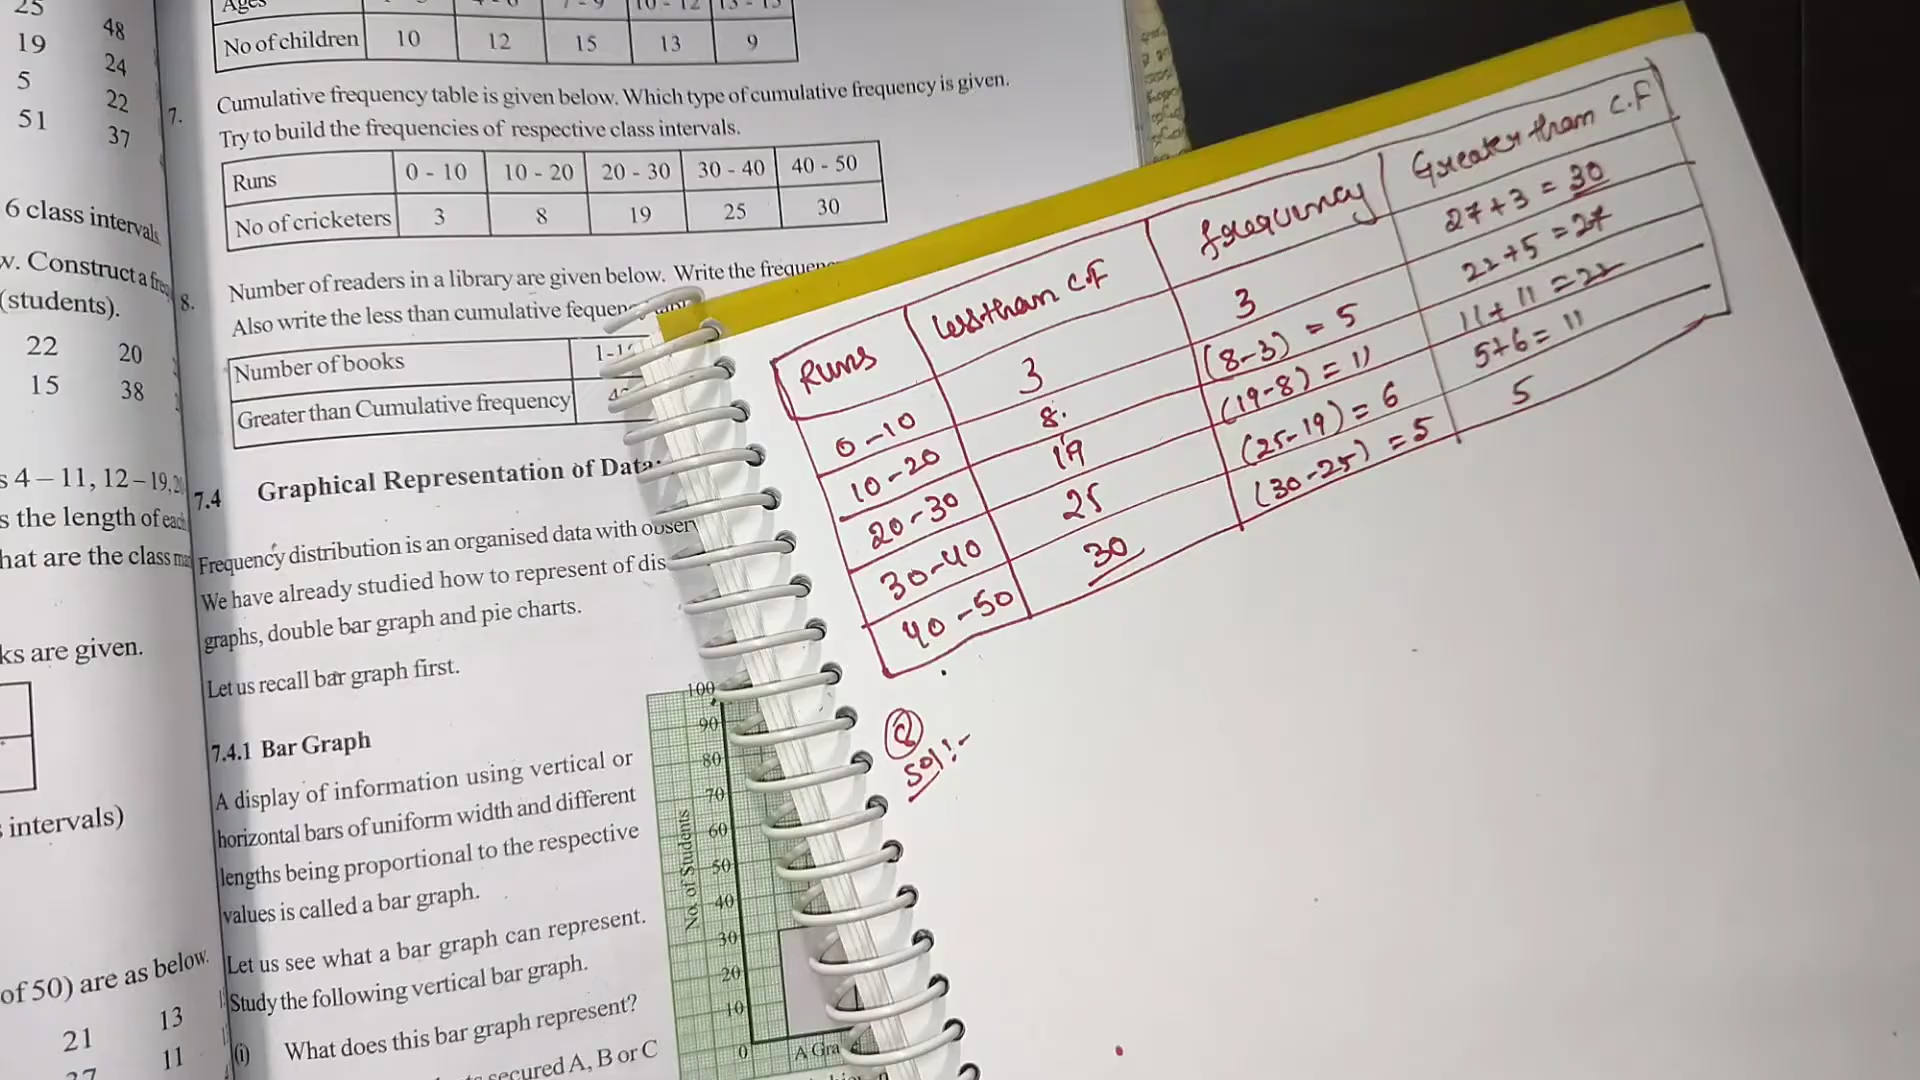 25
19
5
51
48
24
22
37
6 class intervals
(students).
22
15
20
38
s 4 – 11, 12 – 19,
s the length of each
hat are the class
ks are given.
intervals)
of 50) are as below.
21
13
11
Ages
No of children 10 12 15 13 9
7. Cumulative frequency table is given below. Which type of cumulative frequency is given.
Try to build the frequencies of respective class intervals.
Runs 0 - 10 10 - 20 20 - 30 30 - 40 40 - 50
No of cricketers 3 8 19 25 30
8. Number of readers in a library are given below. Write the
Also write the less than cumulative
Number of books
Greater than Cumulative frequency
7.4 Graphical Representation of Data:
Frequency distribution is an organised data with
We have already studied how to represent of
graphs, double bar graph and pie charts.
Let us recall bar graph first.
7.4.1 Bar Graph
A display of information using vertical or
horizontal bars of uniform width and different
lengths being proportional to the respective
values is called a bar graph.
Let us see what a bar graph can represent.
Study the following vertical bar graph.
(i) What does this bar graph represent?
secured A, B or C
No. of Students
100
90
80
70
60
50
40
30
20
10
0
A
Runs lessthan C.F frequency Greater than C.F
0-10 3 3 27+3 = 30
10-20 8 (8-3) = 5 22+5 = 27
20-30 19 (19-8) = 11 11+11 = 22
30-40 25 (25-19) = 6 5+6 = 11
40-50 30 (30-25) = 5 5
8
Sol:-